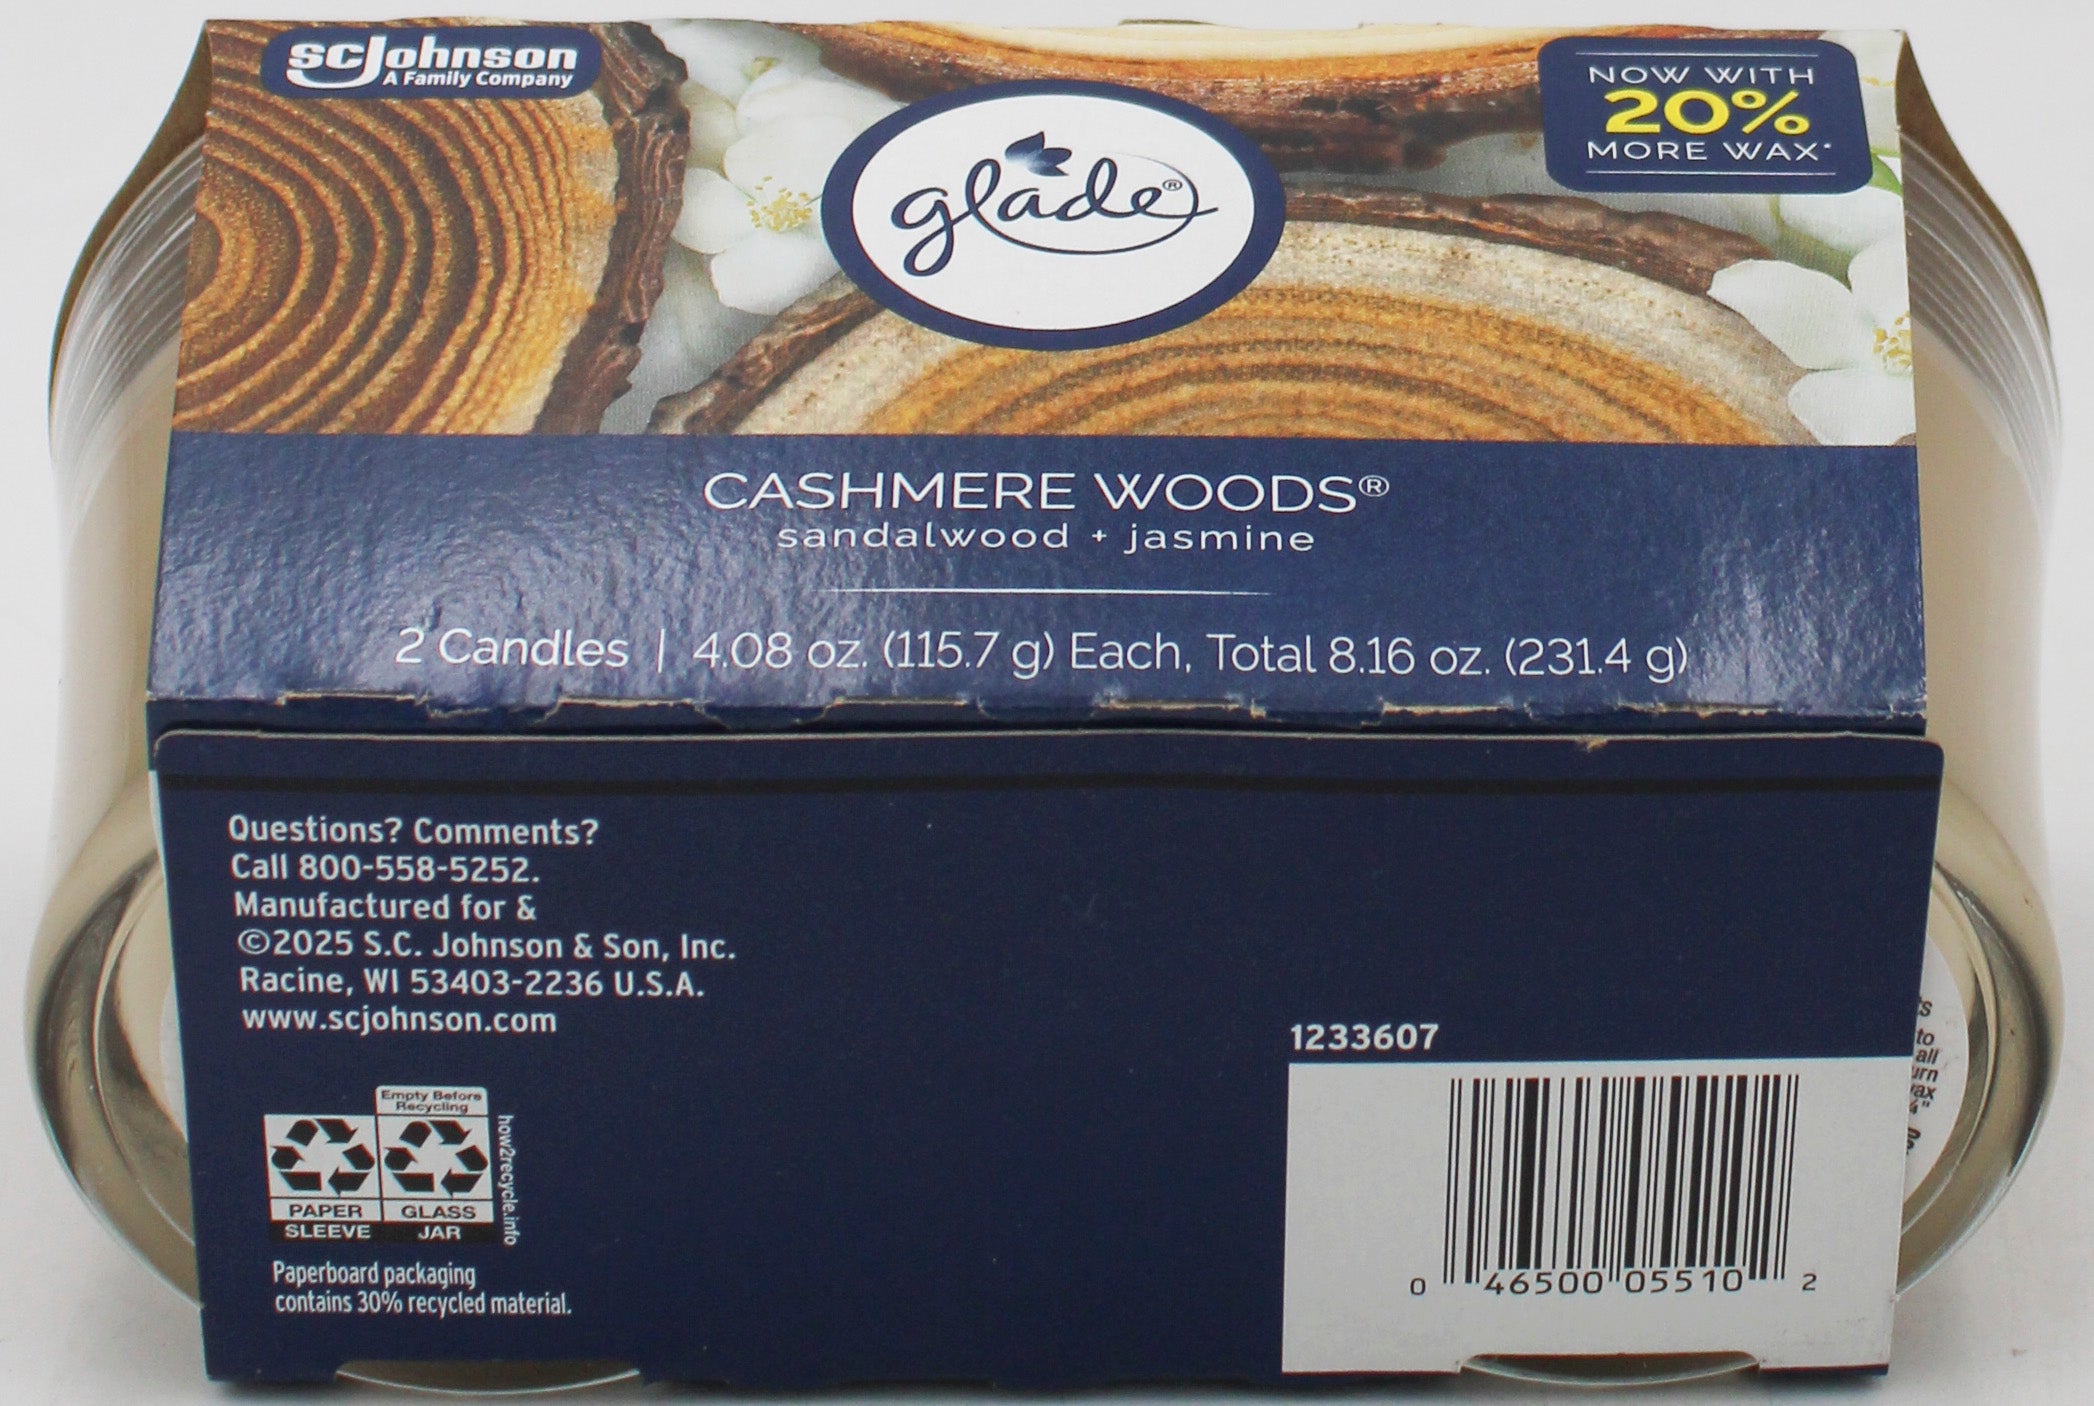 scJohnson
A Family Company
NOW WITH
20%
MORE WAX*
glade®
CASHMERE WOODS®
sandalwood + jasmine
2 Candles | 4.08 oz. (115.7 g) Each, Total 8.16 oz. (231.4 g)
Questions? Comments?
Call 800-558-5252.
Manufactured for &
©2025 S.C. Johnson & Son, Inc.
Racine, WI 53403-2236 U.S.A.
www.scjohnson.com
Empty Before
Recycling
PAPER GLASS
SLEEVE JAR
how2recycle.info
Paperboard packaging
contains 30% recycled material.
1233607
0 46500 05510 2
to
all